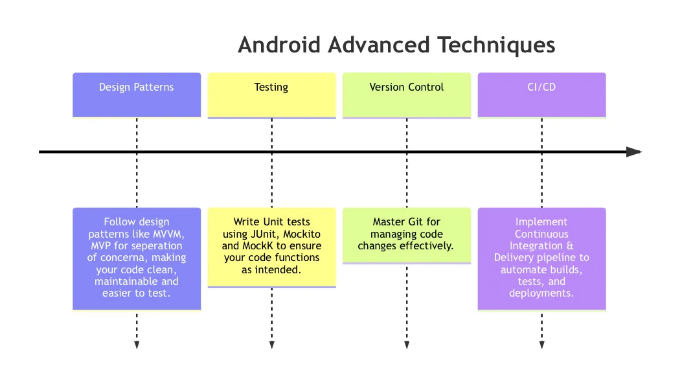 Android Advanced Techniques
Design Patterns
Testing
Version Control
CI/CD
Follow design
patterns like MVVM,
MVP for seperation
of concerna, making
your code clean,
maintainable and
easier to test.
Write Unit tests
using JUnit, Mockito
and MockK to ensure
your code functions
as intended.
Master Git for
managing code
changes effectively.
Implement
Continuous
Integration &
Delivery pipeline to
automate builds,
tests, and
deployments.